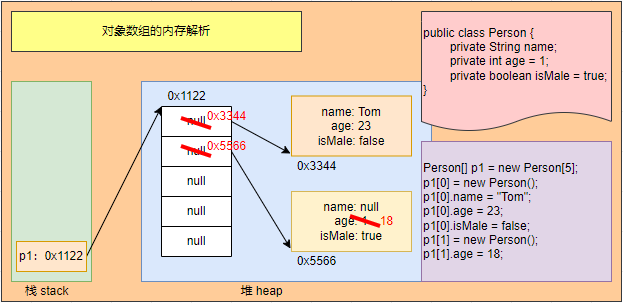 对象数组的内存解析
public class Person {
private String name;
private int age = 1;
private boolean isMale = true;
}
0x1122
null 0x3344
null 0x5566
null
null
null
name: Tom
age: 23
isMale: false
0x3344
name: null
age: 1 18
isMale: true
0x5566
p1: 0x1122
栈 stack
堆 heap
Person[] p1 = new Person[5];
p1[0] = new Person();
p1[0].name = "Tom";
p1[0].age = 23;
p1[0].isMale = false;
p1[1] = new Person();
p1[1].age = 18;